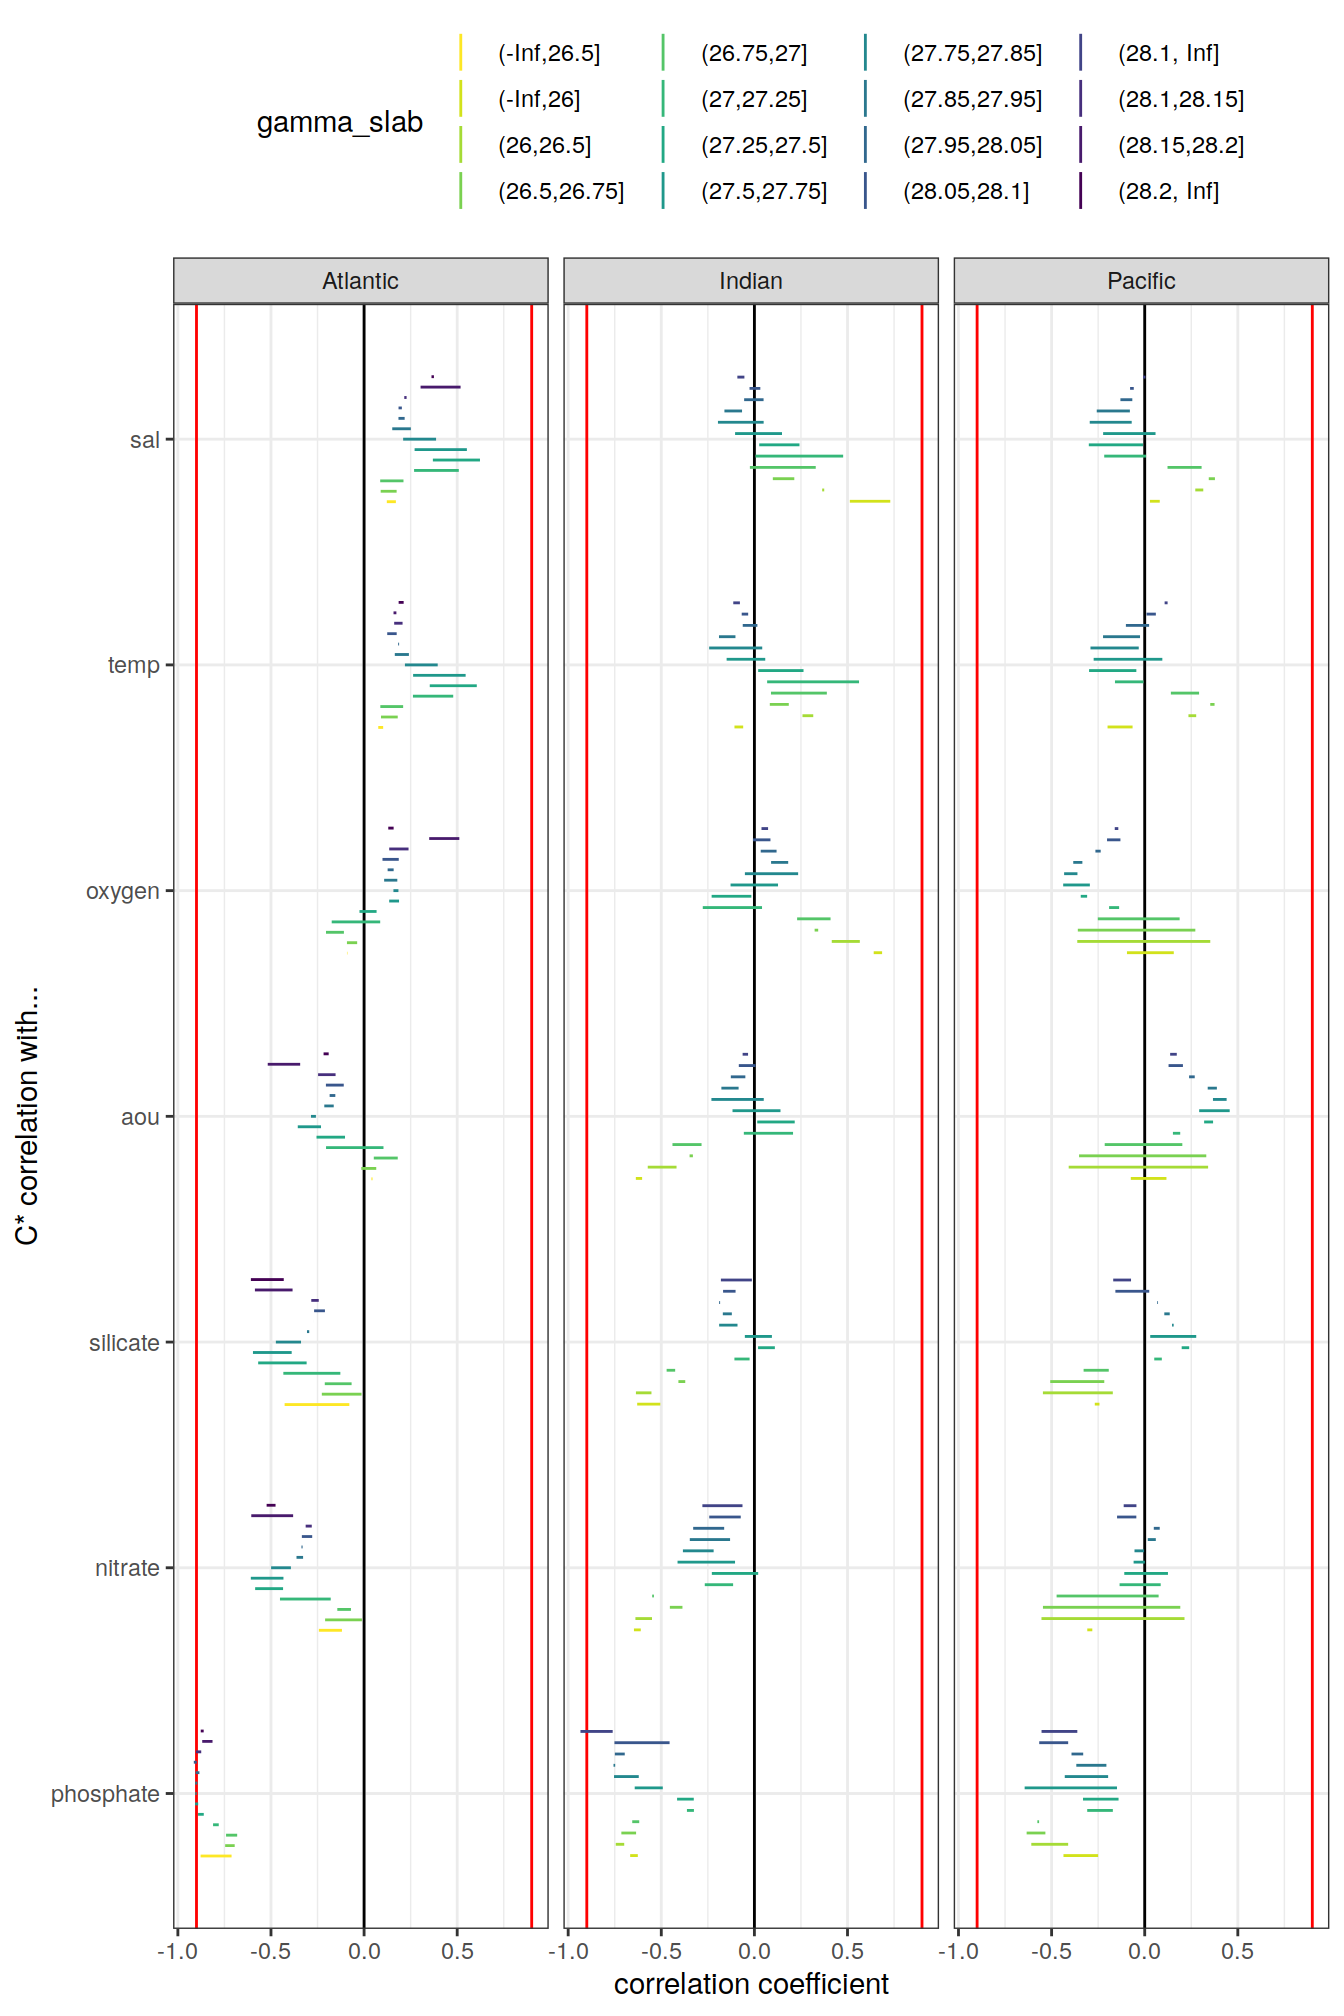 gamma_slab
(-Inf,26.5] (26.75,27] (27.75,27.85] (28.1, Inf]
(-Inf,26] (27,27.25] (27.85,27.95] (28.1,28.15]
(26,26.5] (27.25,27.5] (27.95,28.05] (28.15,28.2]
(26.5,26.75] (27.5,27.75] (28.05,28.1] (28.2, Inf]
Atlantic Indian Pacific
C* correlation with...
sal
temp
oxygen
aou
silicate
nitrate
phosphate
-1.0 -0.5 0.0 0.5 -1.0 -0.5 0.0 0.5 -1.0 -0.5 0.0 0.5
correlation coefficient